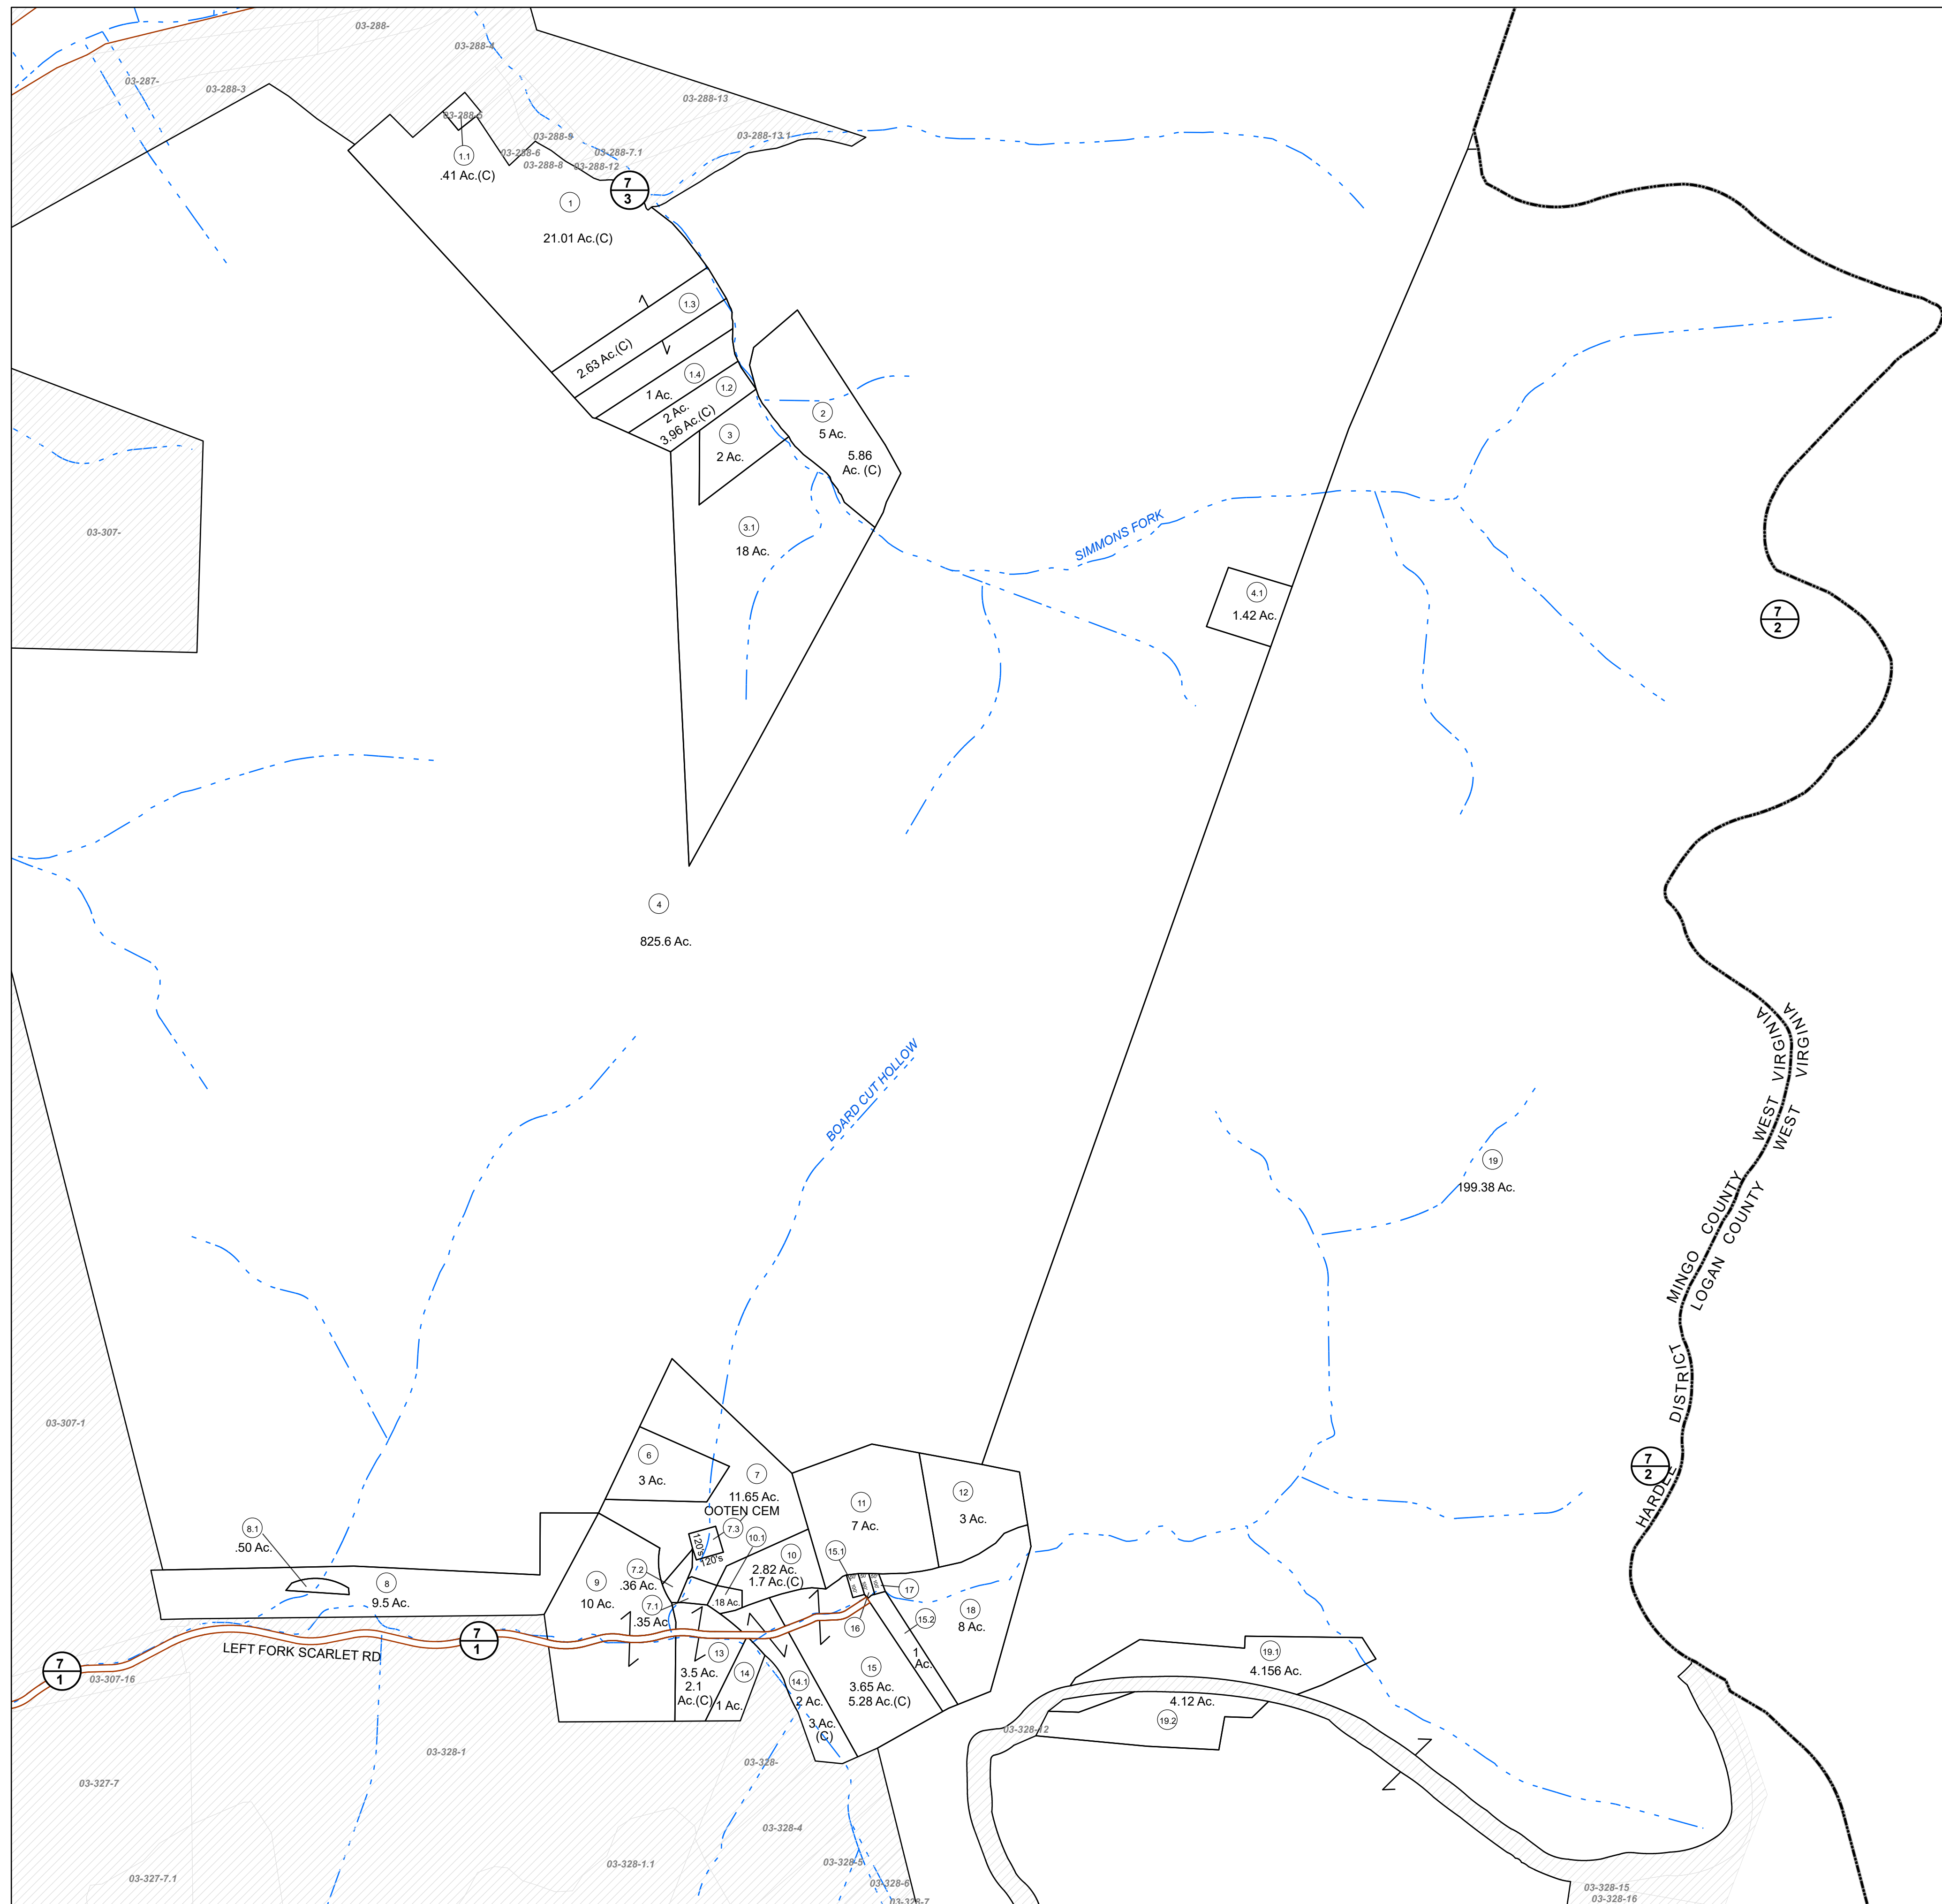 03-288-
03-288-4
03-287-
03-288-3
03-288-13
03-288-5
03-288-9
03-288-13.1
03-288-6
03-288-7.1
03-288-8
03-288-12
1.1
.41 Ac.(C)
7
3
1
21.01 Ac.(C)
1.3
2.63 Ac.(C)
1.4
1 Ac.
1.2
2 Ac.
3.96 Ac.(C)
2
5 Ac.
5.86
Ac. (C)
3
2 Ac.
3.1
18 Ac.
03-307-
SIMMONS FORK
4.1
1.42 Ac.
7
2
4
825.6 Ac.
WEST VIRGINIA
WEST VIRGINIA
BOARD CUT HOLLOW
19
199.38 Ac.
MINGO COUNTY
LOGAN COUNTY
HARDEE DISTRICT
7
2
03-307-1
6
3 Ac.
7
11.65 Ac.
OOTEN CEM
7.3
120's
120's
11
7 Ac.
12
3 Ac.
8.1
.50 Ac.
8
9.5 Ac.
9
10 Ac.
7.2
.36 Ac.
7.1
.35 Ac.
10.1
.18 Ac.
10
2.82 Ac.
1.7 Ac.(C)
15.1
17
16
15.2
1
Ac.
18
8 Ac.
LEFT FORK SCARLET RD
7
1
7
1
03-307-16
13
3.5 Ac.
2.1
Ac.(C)
14
1 Ac.
14.1
2 Ac.
3 Ac.
(C)
15
3.65 Ac.
5.28 Ac.(C)
19.1
4.156 Ac.
4.12 Ac.
19.2
03-328-12
03-328-1
03-328-
03-327-7
03-328-4
03-327-7.1
03-328-1.1
03-328-5
03-328-6
03-328-7
03-328-15
03-328-16